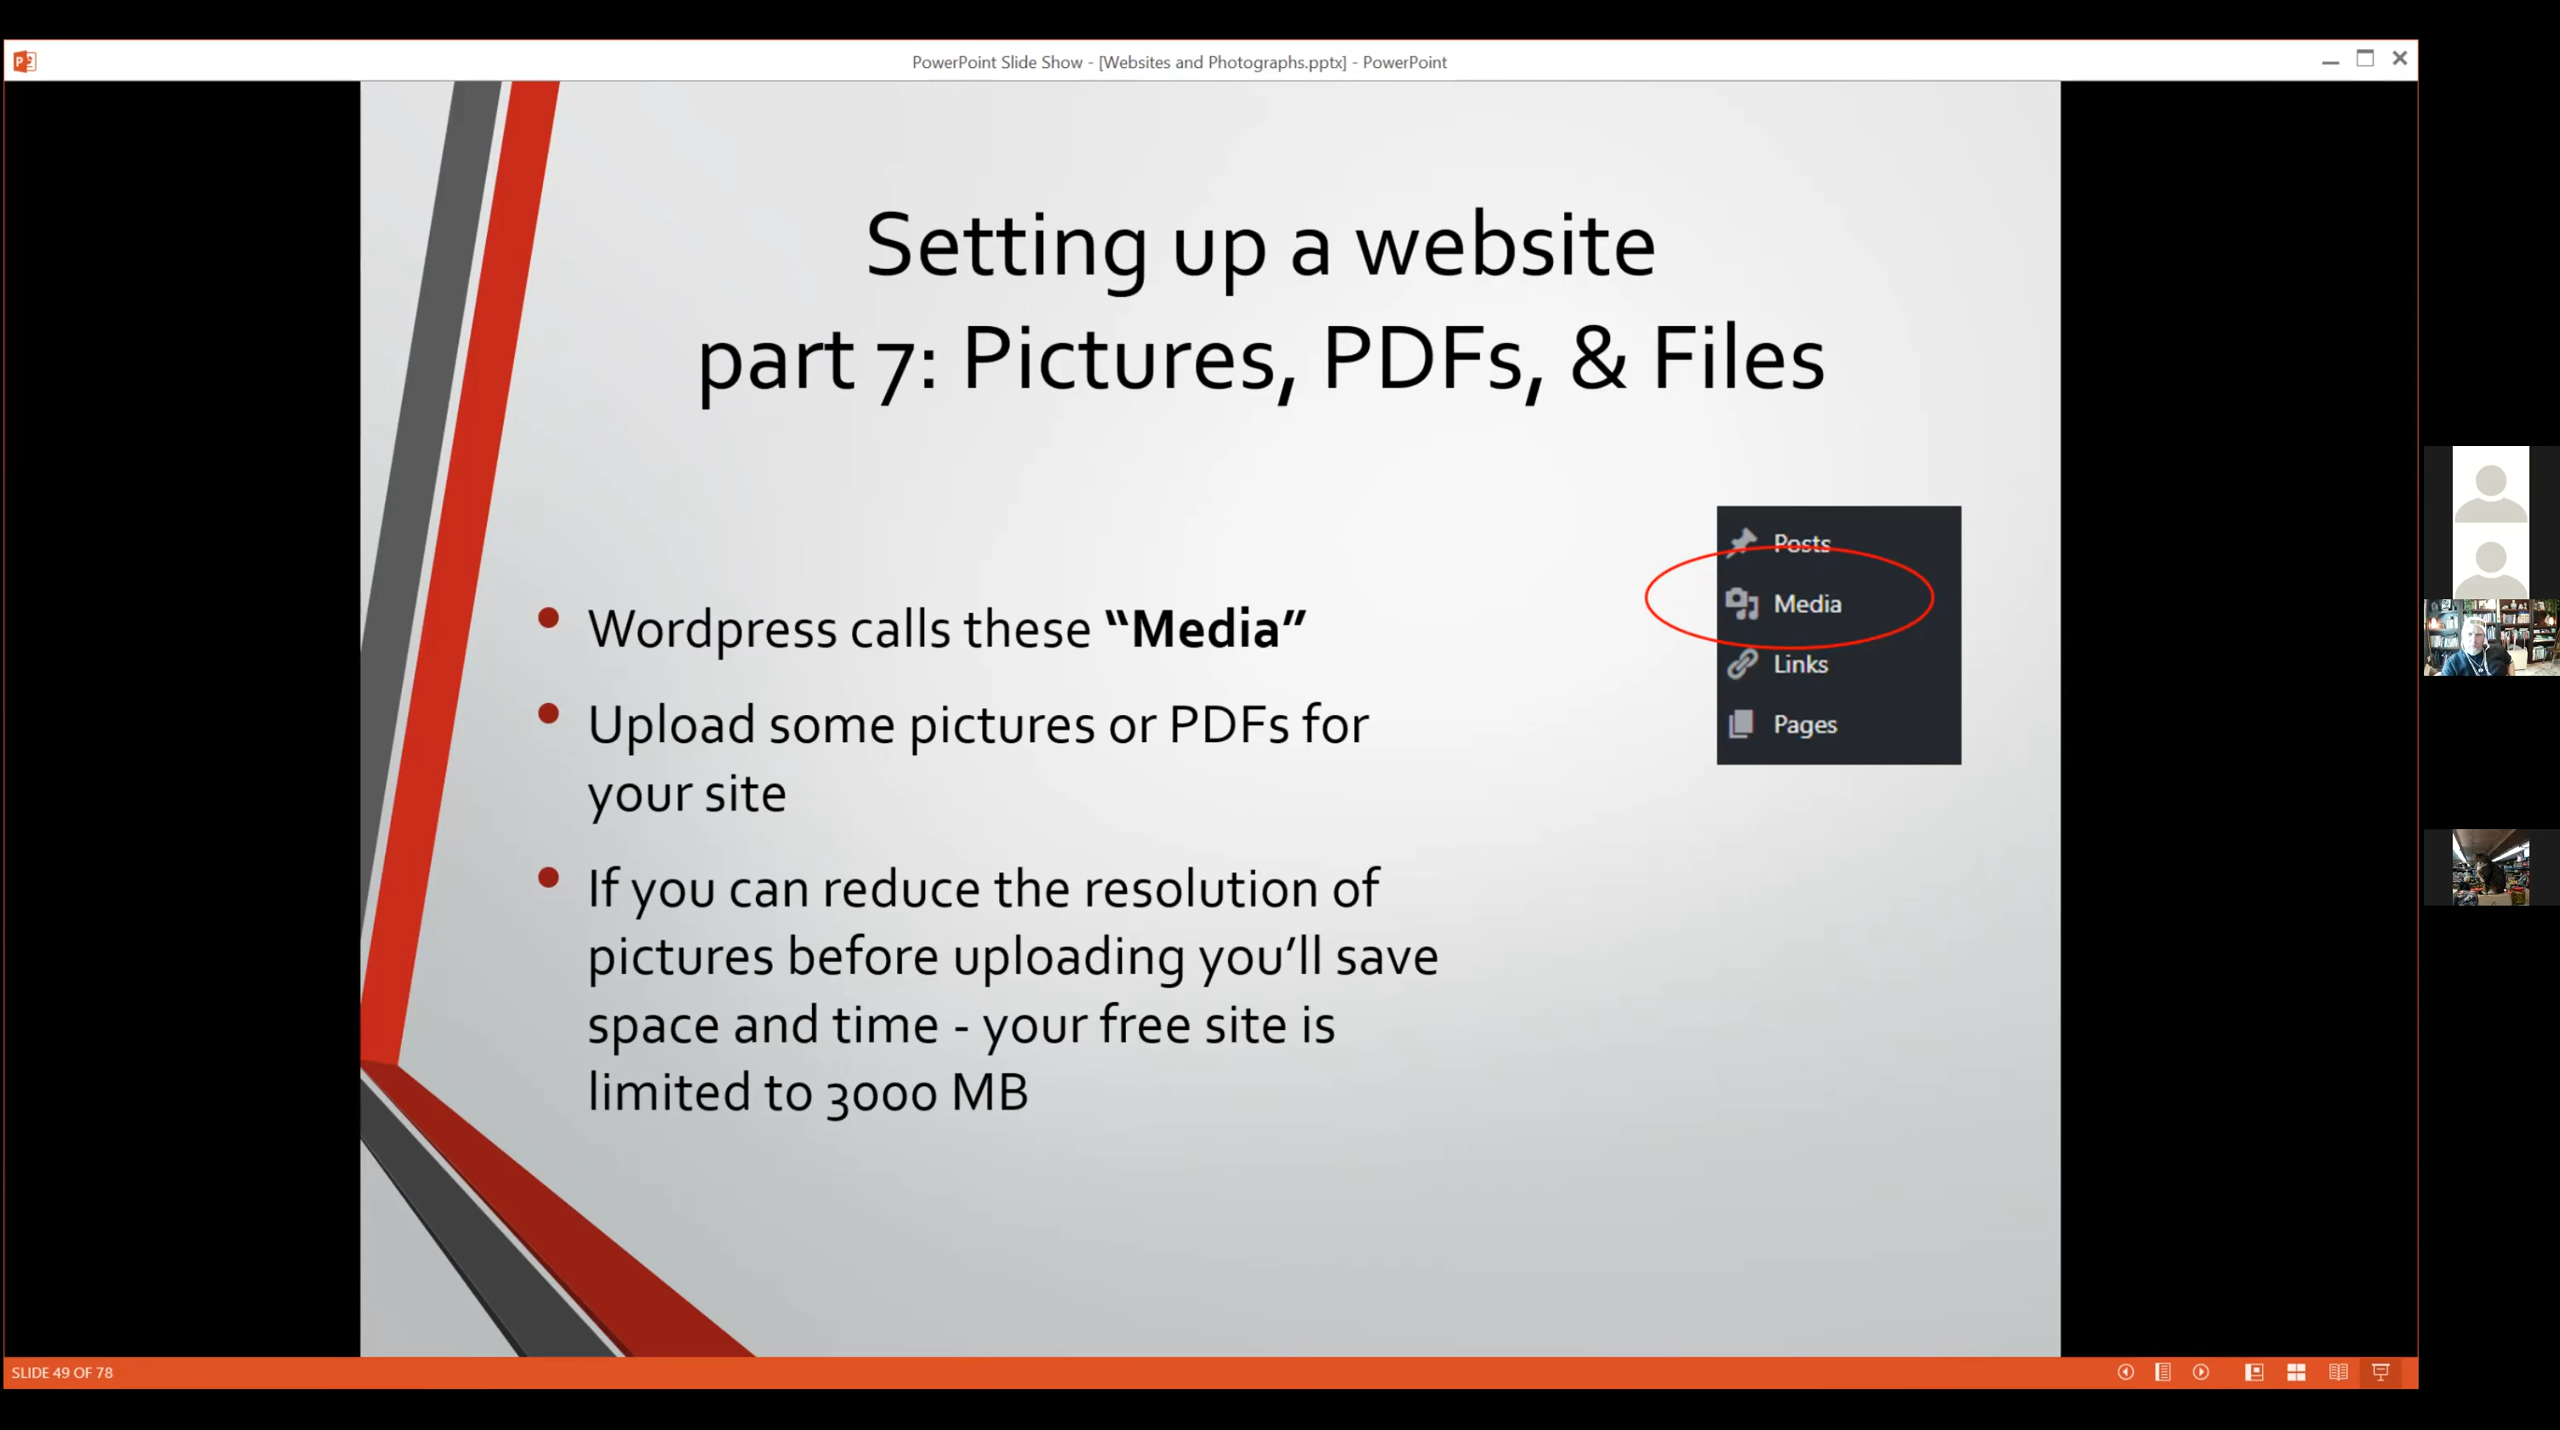 PowerPoint Slide Show - [Websites and Photographs.pptx] - PowerPoint
Setting up a website
part 7: Pictures, PDFs, & Files
Wordpress calls these “Media”
Upload some pictures or PDFs for
your site
If you can reduce the resolution of
pictures before uploading you’ll save
space and time - your free site is
limited to 3000 MB
Posts
Media
Links
Pages
SLIDE 49 OF 78